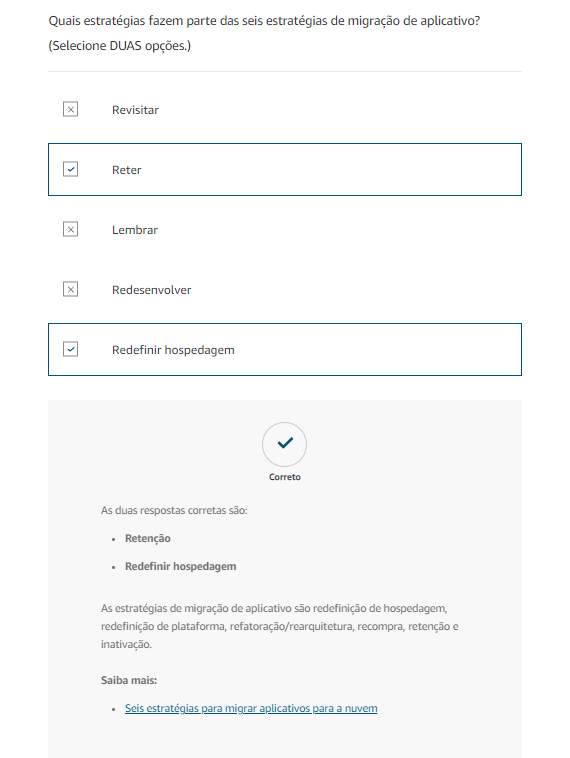 Quais estratégias fazem parte das seis estratégias de migração de aplicativo?
(Selecione DUAS opções.)
Revisitar
Reter
Lembrar
Redesenvolver
Redefinir hospedagem
Correto
As duas respostas corretas são:
• Retenção
• Redefinir hospedagem
As estratégias de migração de aplicativo são redefinição de hospedagem,
redefinição de plataforma, refatoração/rearquitetura, recompra, retenção e
inativação.
Saiba mais:
• Seis estratégias para migrar aplicativos para a nuvem